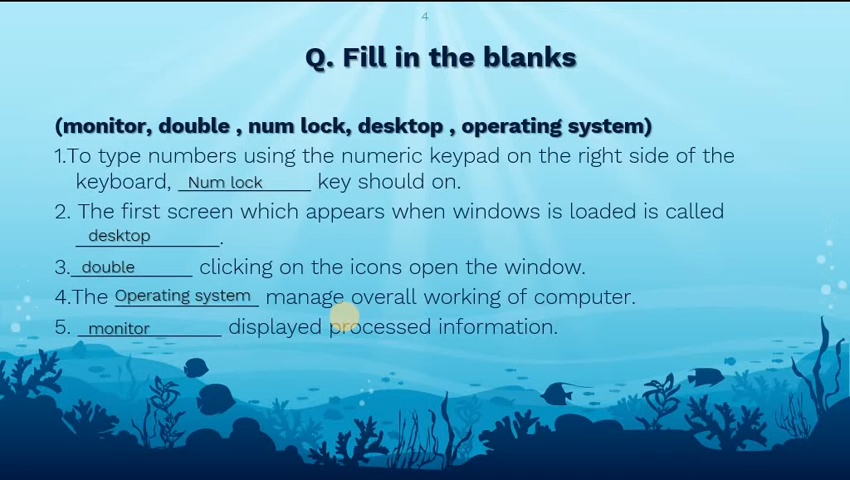 4
Q. Fill in the blanks
(monitor, double , num lock, desktop , operating system)
1.To type numbers using the numeric keypad on the right side of the
keyboard, Num lock key should on.
2. The first screen which appears when windows is loaded is called
desktop.
3. double clicking on the icons open the window.
4.The Operating system manage overall working of computer.
5. monitor displayed processed information.